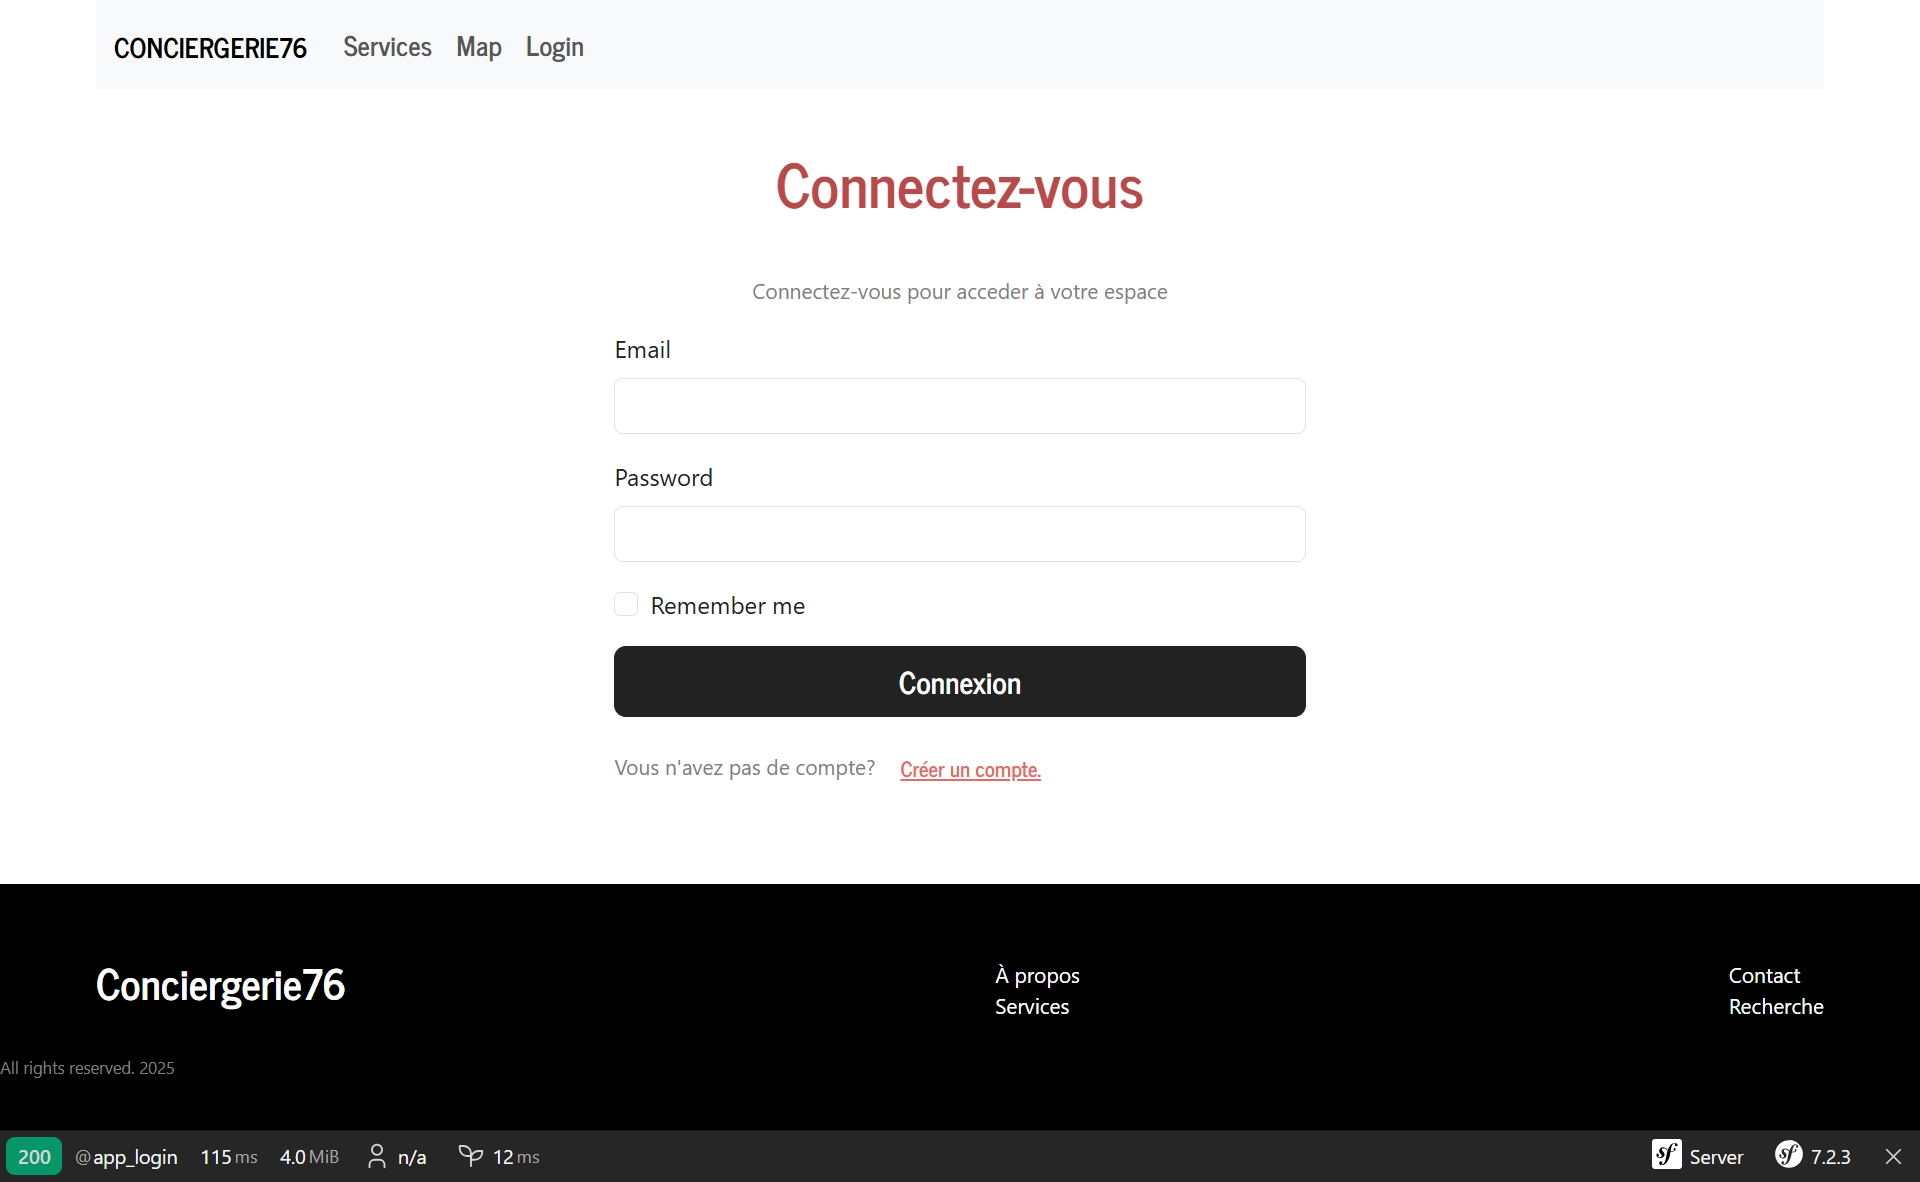 CONCIERGERIE76 Services Map Login
Connectez-vous
Connectez-vous pour acceder à votre espace
Email
Password
Remember me
Connexion
Vous n'avez pas de compte? Créer un compte.
Conciergerie76
À propos
Services
Contact
Recherche
All rights reserved. 2025
200 @app_login 115 ms 4.0 MiB n/a 12 ms sf Server sf 7.2.3